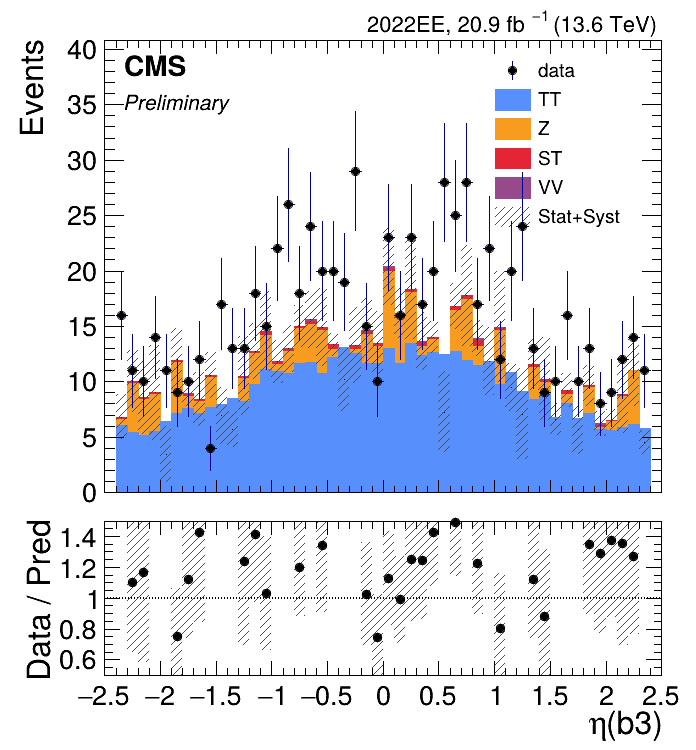 2022EE, 20.9 fb⁻¹ (13.6 TeV)
CMS
Preliminary
Events
40
35
30
25
20
15
10
5
0
data
TT
Z
ST
VV
Stat+Syst
Data / Pred
1.4
1.2
1
0.8
0.6
−2.5 −2 −1.5 −1 −0.5 0 0.5 1 1.5 2 2.5
η(b3)